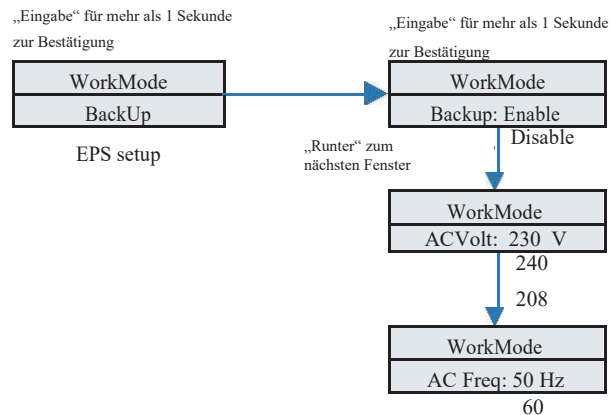 „Eingabe“ für mehr als 1 Sekunde
zur Bestätigung
WorkMode
BackUp
EPS setup
„Eingabe“ für mehr als 1 Sekunde
zur Bestätigung
WorkMode
Backup: Enable
Disable
„Runter“ zum
nächsten Fenster
WorkMode
ACVolt: 230 V
240
208
WorkMode
AC Freq: 50 Hz
60